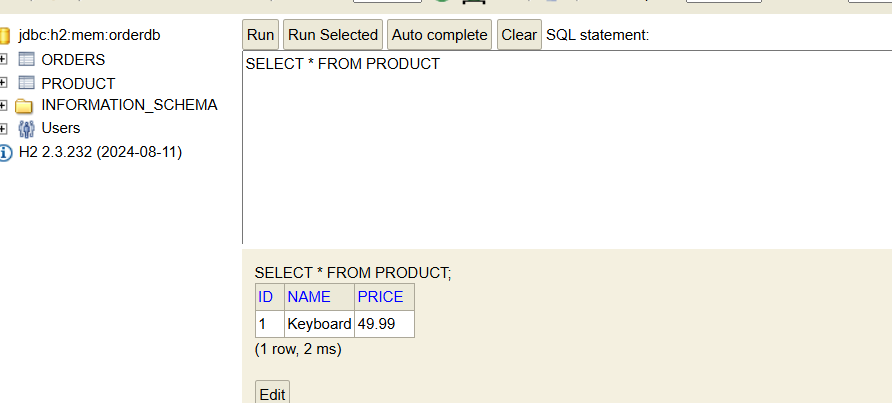 jdbc:h2:mem:orderdb
ORDERS
PRODUCT
INFORMATION_SCHEMA
Users
H2 2.3.232 (2024-08-11)
Run Run Selected Auto complete Clear SQL statement:
SELECT * FROM PRODUCT
SELECT * FROM PRODUCT;
ID NAME PRICE
1 Keyboard 49.99
(1 row, 2 ms)
Edit